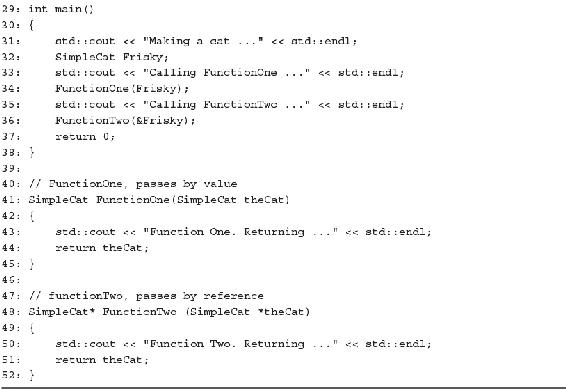 29: int main()
30: {
31:     std::cout << "Making a cat ..." << std::endl;
32:     SimpleCat Frisky;
33:     std::cout << "Calling FunctionOne ..." << std::endl;
34:     FunctionOne(Frisky);
35:     std::cout << "Calling FunctionTwo ..." << std::endl;
36:     FunctionTwo(&Frisky);
37:     return 0;
38: }
39:
40: // FunctionOne, passes by value
41: SimpleCat FunctionOne(SimpleCat theCat)
42: {
43:     std::cout << "Function One. Returning ..." << std::endl;
44:     return theCat;
45: }
46:
47: // functionTwo, passes by reference
48: SimpleCat* FunctionTwo (SimpleCat *theCat)
49: {
50:     std::cout << "Function Two. Returning ..." << std::endl;
51:     return theCat;
52: }